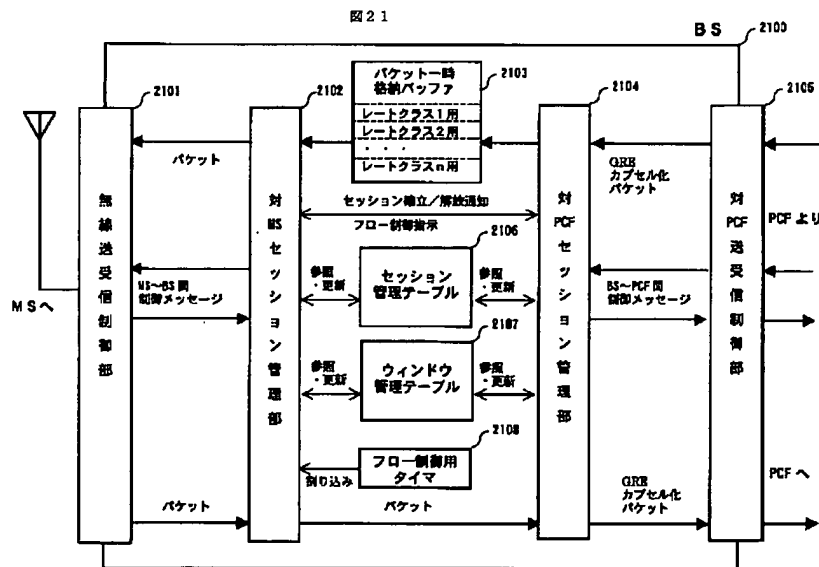 図21
BS
2100
2101
2102
2103
2104
2105
パケット一時
格納バッファ
レートクラス1用
レートクラス2用
・・・
レートクラスn用
パケット
GRE
カプセル化
パケット
無線送受信制御部
対MSセッション管理部
対PCFセッション管理部
対PCF送受信制御部
セッション確立/解放通知
フロー制御指示
PCFより
2106
参照
・更新
セッション
管理テーブル
参照
・更新
MS~BS間
制御メッセージ
BS~PCF間
制御メッセージ
MSへ
2107
参照
・更新
ウィンドウ
管理テーブル
参照
・更新
2108
フロー制御用
タイマ
割り込み
PCFへ
パケット
パケット
GRE
カプセル化
パケット